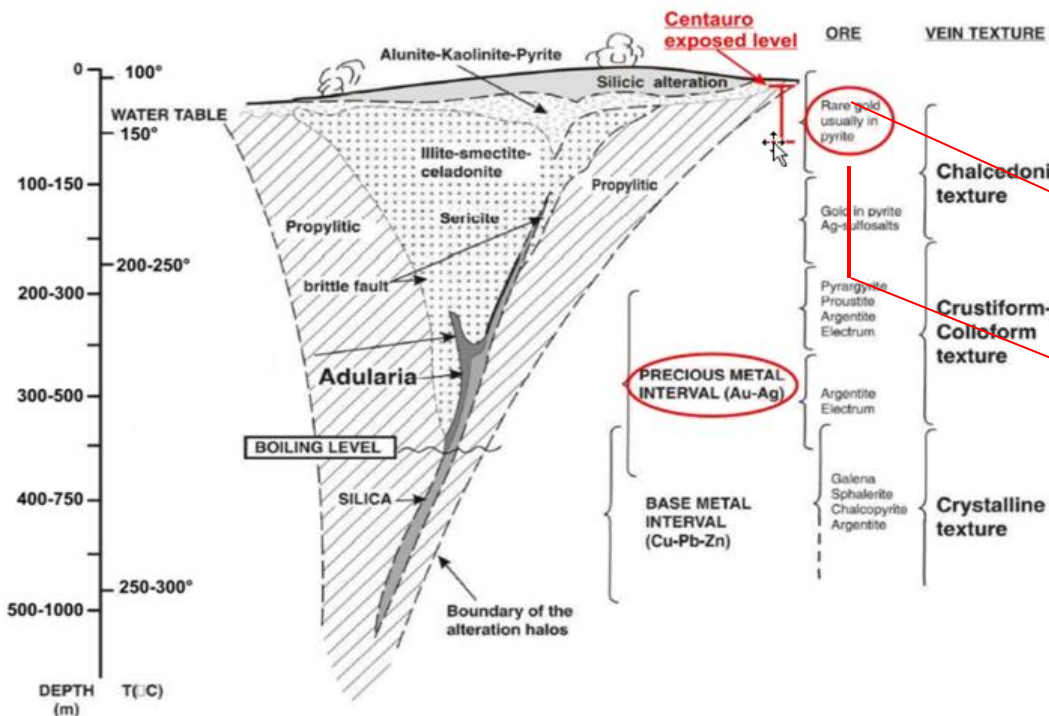 Centauro
exposed level
ORE
VEIN TEXTURE
Alunite-Kaolinite-Pyrite
0
100°
Silicic alteration
WATER TABLE
150°
Rare gold
usually in
pyrite
Illite-smectite-
celadonite
100-150
Propylitic
Chalcedoni
texture
Sericite
Propylitic
Gold in pyrite
Ag-sulfosalts
200-250°
brittle fault
200-300
Pyrargyrite
Proustite
Argentite
Electrum
Crustiform-
Colloform
texture
Adularia
PRECIOUS METAL
INTERVAL (Au-Ag)
300-500
Argentite
Electrum
BOILING LEVEL
400-750
SILICA
BASE METAL
INTERVAL
(Cu-Pb-Zn)
Galena
Sphalerite
Chalcopyrite
Argentite
Crystalline
texture
250-300°
500-1000
Boundary of the
alteration halos
DEPTH
(m)
T(□C)